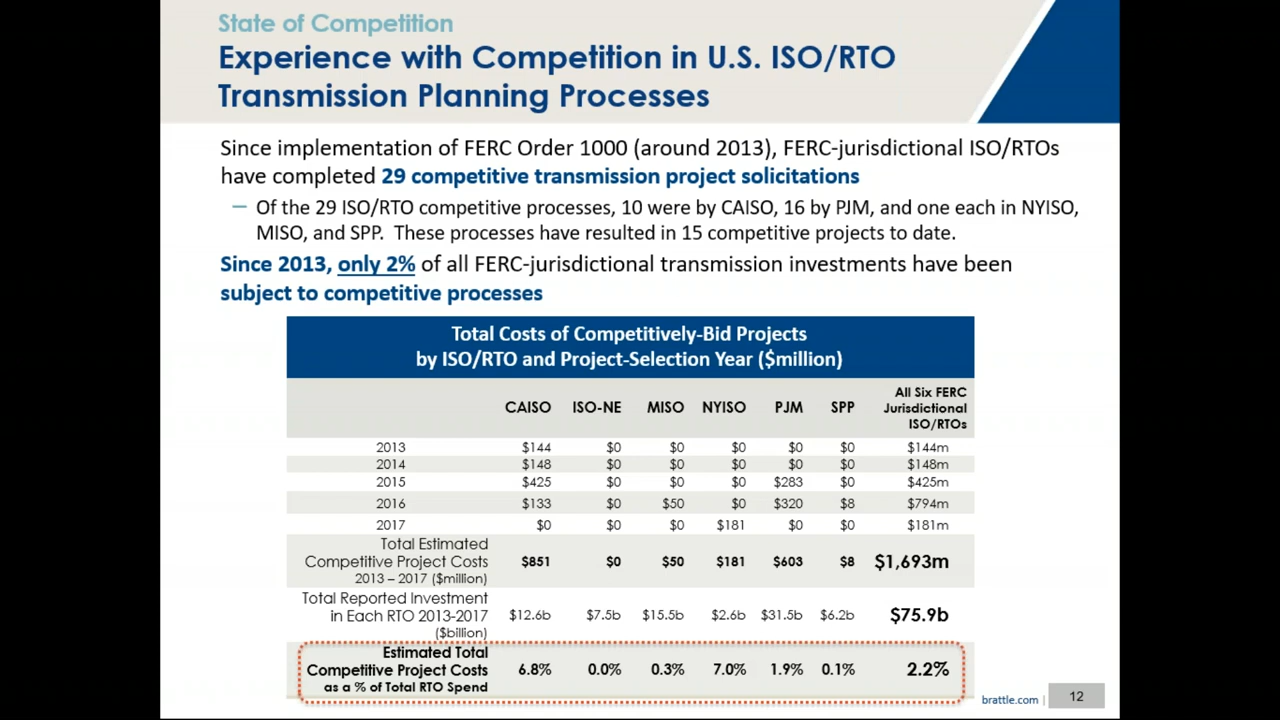 State of Competition
Experience with Competition in U.S. ISO/RTO
Transmission Planning Processes
Since implementation of FERC Order 1000 (around 2013), FERC-jurisdictional ISO/RTOs
have completed 29 competitive transmission project solicitations
— Of the 29 ISO/RTO competitive processes, 10 were by CAISO, 16 by PJM, and one each in NYISO,
MISO, and SPP. These processes have resulted in 15 competitive projects to date.
Since 2013, only 2% of all FERC-jurisdictional transmission investments have been
subject to competitive processes
Total Costs of Competitively-Bid Projects
by ISO/RTO and Project-Selection Year ($million)
All Six FERC
CAISO ISO-NE MISO NYISO PJM SPP Jurisdictional
ISO/RTOs
2013 $144 $0 $0 $0 $0 $0 $144m
2014 $148 $0 $0 $0 $0 $0 $148m
2015 $425 $0 $0 $0 $283 $0 $425m
2016 $133 $0 $50 $0 $320 $8 $794m
2017 $0 $0 $0 $181 $0 $0 $181m
Total Estimated
Competitive Project Costs $851 $0 $50 $181 $603 $8 $1,693m
2013 – 2017 ($million)
Total Reported Investment
in Each RTO 2013-2017 $12.6b $7.5b $15.5b $2.6b $31.5b $6.2b $75.9b
($billion)
Estimated Total
Competitive Project Costs 6.8% 0.0% 0.3% 7.0% 1.9% 0.1% 2.2%
as a % of Total RTO Spend
brattle.com | 12